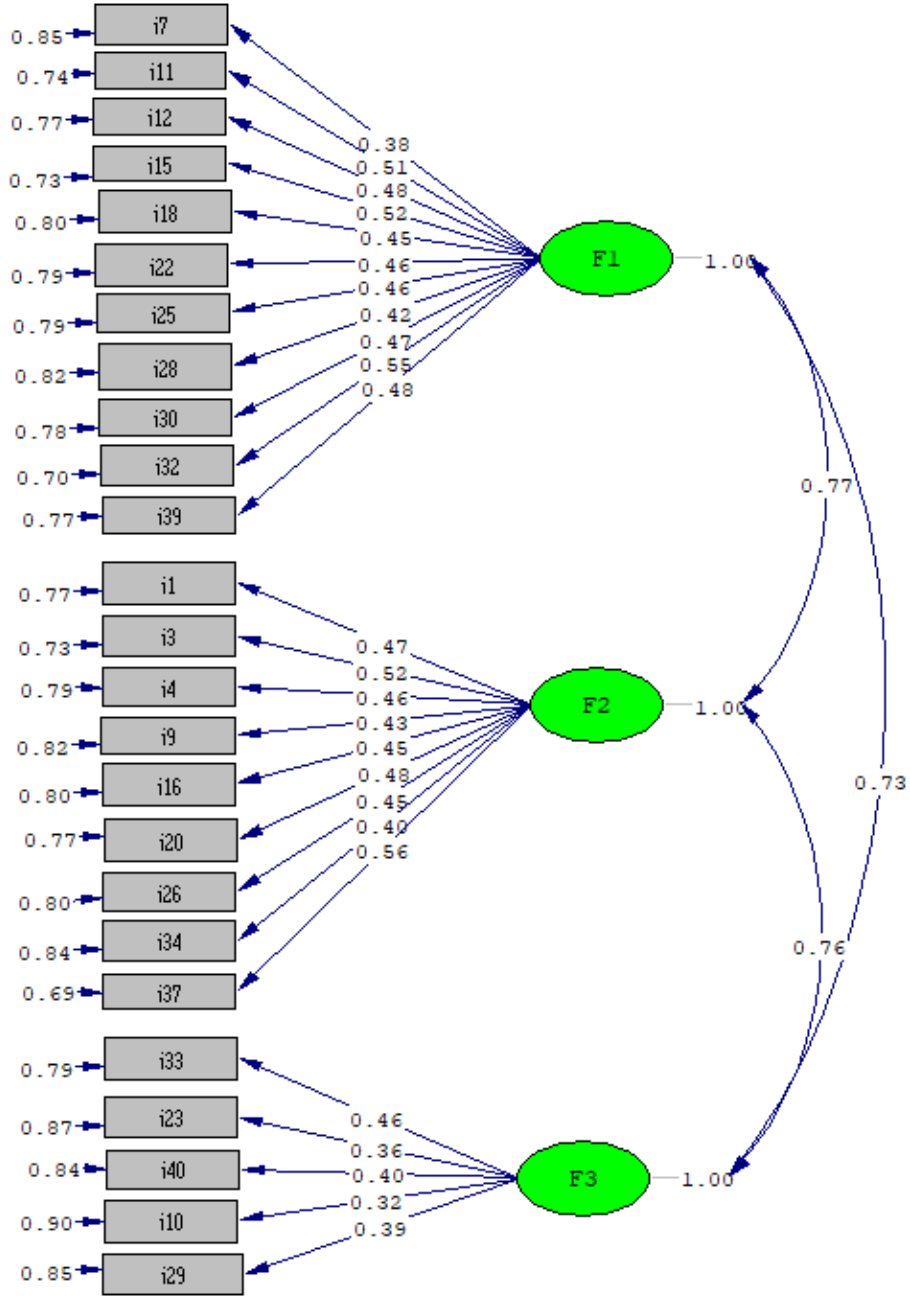 0.85 i7
0.74 i11
0.77 i12
0.73 i15
0.80 i18
0.79 i22
0.79 i25
0.82 i28
0.78 i30
0.70 i32
0.77 i39
0.38
0.51
0.48
0.52
0.45
0.46
0.46
0.42
0.47
0.55
0.48
F1 1.00
0.77
0.77 i1
0.73 i3
0.79 i4
0.82 i9
0.80 i16
0.77 i20
0.80 i26
0.84 i34
0.69 i37
0.47
0.52
0.46
0.43
0.45
0.48
0.45
0.40
0.56
F2 1.00
0.73
0.76
0.79 i33
0.87 i23
0.84 i40
0.90 i10
0.85 i29
0.46
0.36
0.40
0.32
0.39
F3 1.00